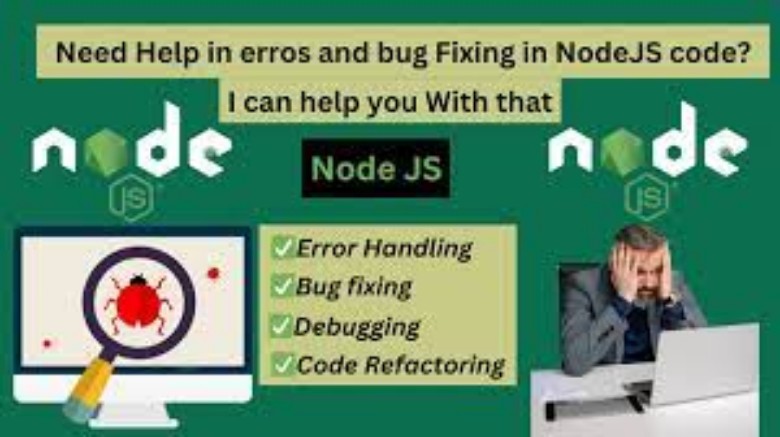 Need Help in erros and bug Fixing in NodeJS code?
I can help you With that
node
JS
Node JS
node
JS
✅Error Handling
✅Bug fixing
✅Debugging
✅Code Refactoring